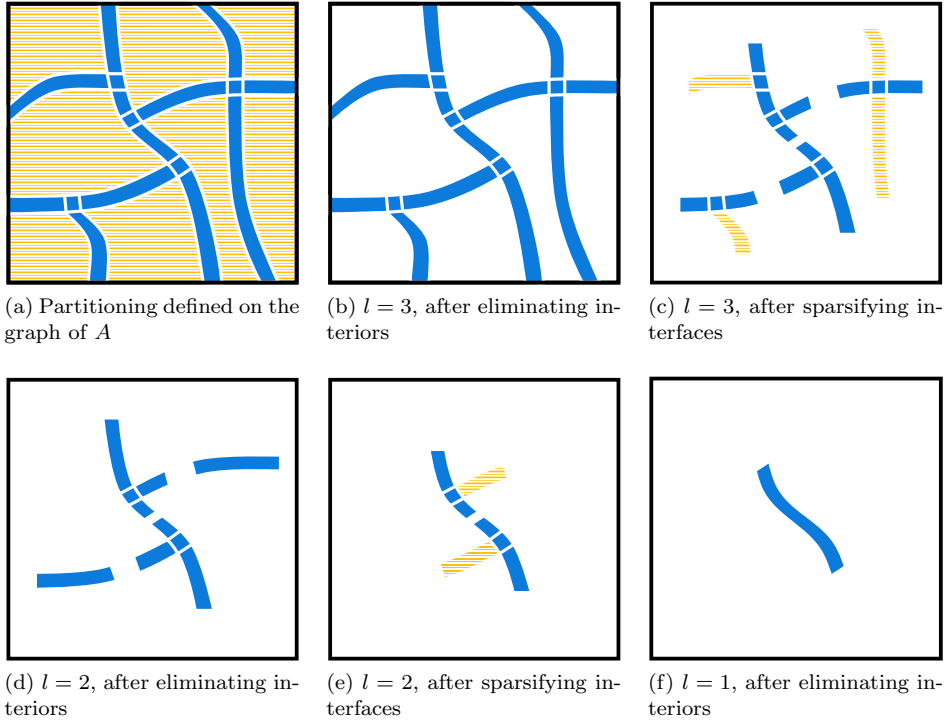 (a) Partitioning defined on the
graph of A
(b) l = 3, after eliminating in-
teriors
(c) l = 3, after sparsifying in-
terfaces
(d) l = 2, after eliminating in-
teriors
(e) l = 2, after sparsifying in-
terfaces
(f) l = 1, after eliminating in-
teriors